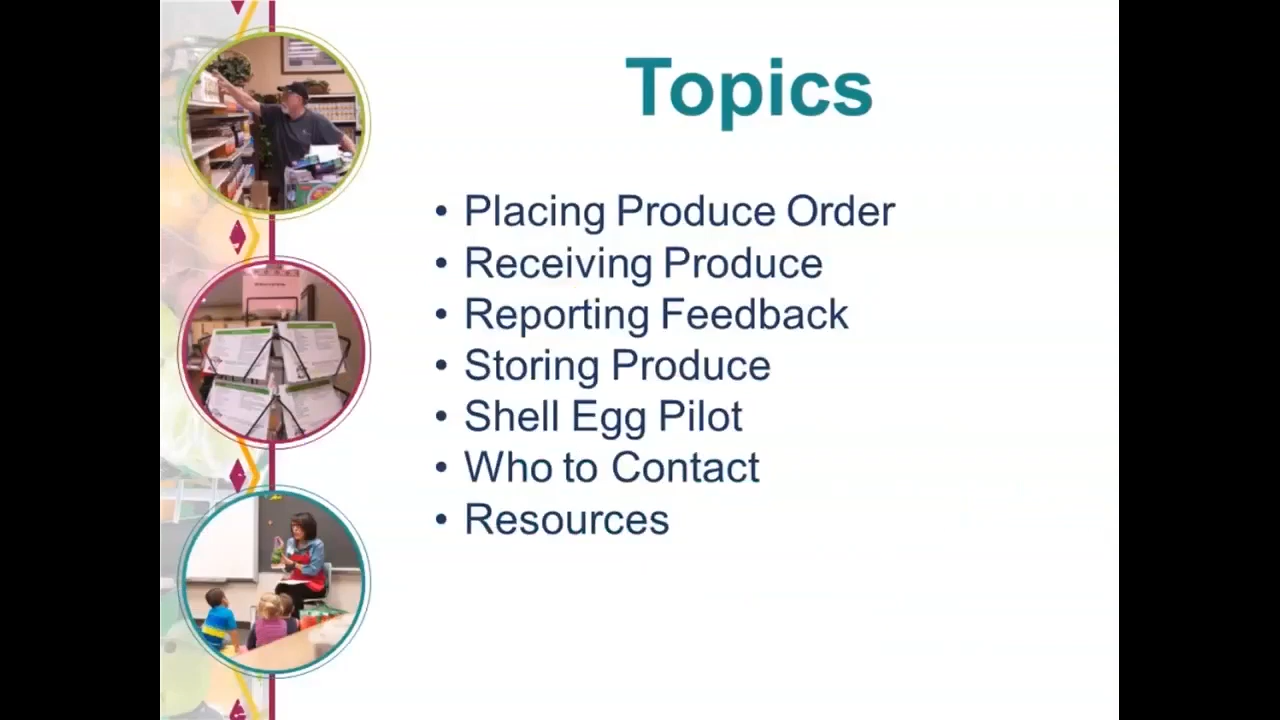 Topics
• Placing Produce Order
• Receiving Produce
• Reporting Feedback
• Storing Produce
• Shell Egg Pilot
• Who to Contact
• Resources